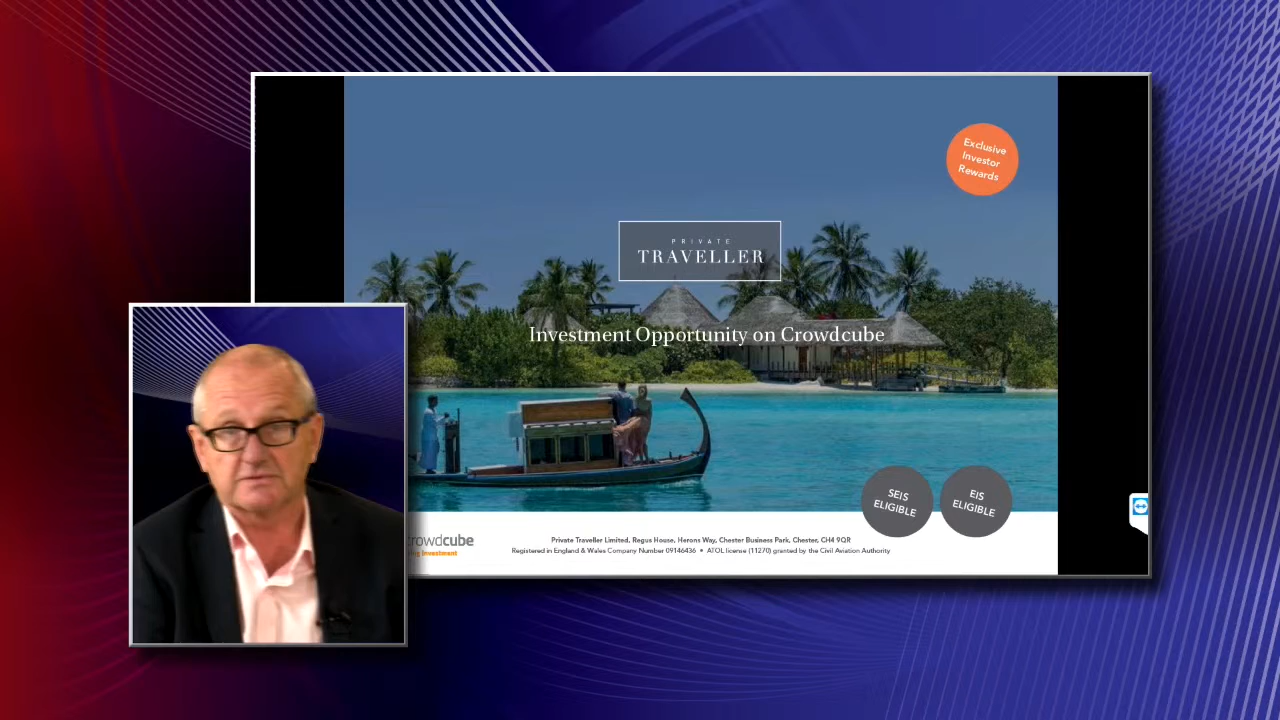 Exclusive
Investor
Rewards
PRIVATE
TRAVELLER
Investment Opportunity on Crowdcube
SEIS
ELIGIBLE
EIS
ELIGIBLE
rowdcube
Investment
Private Traveller Limited, Regus House, Herons Way, Chester Business Park, Chester, CH4 9QR
Registered in England & Wales Company Number 09146436 • ATOL license (11270) granted by the Civil Aviation Authority